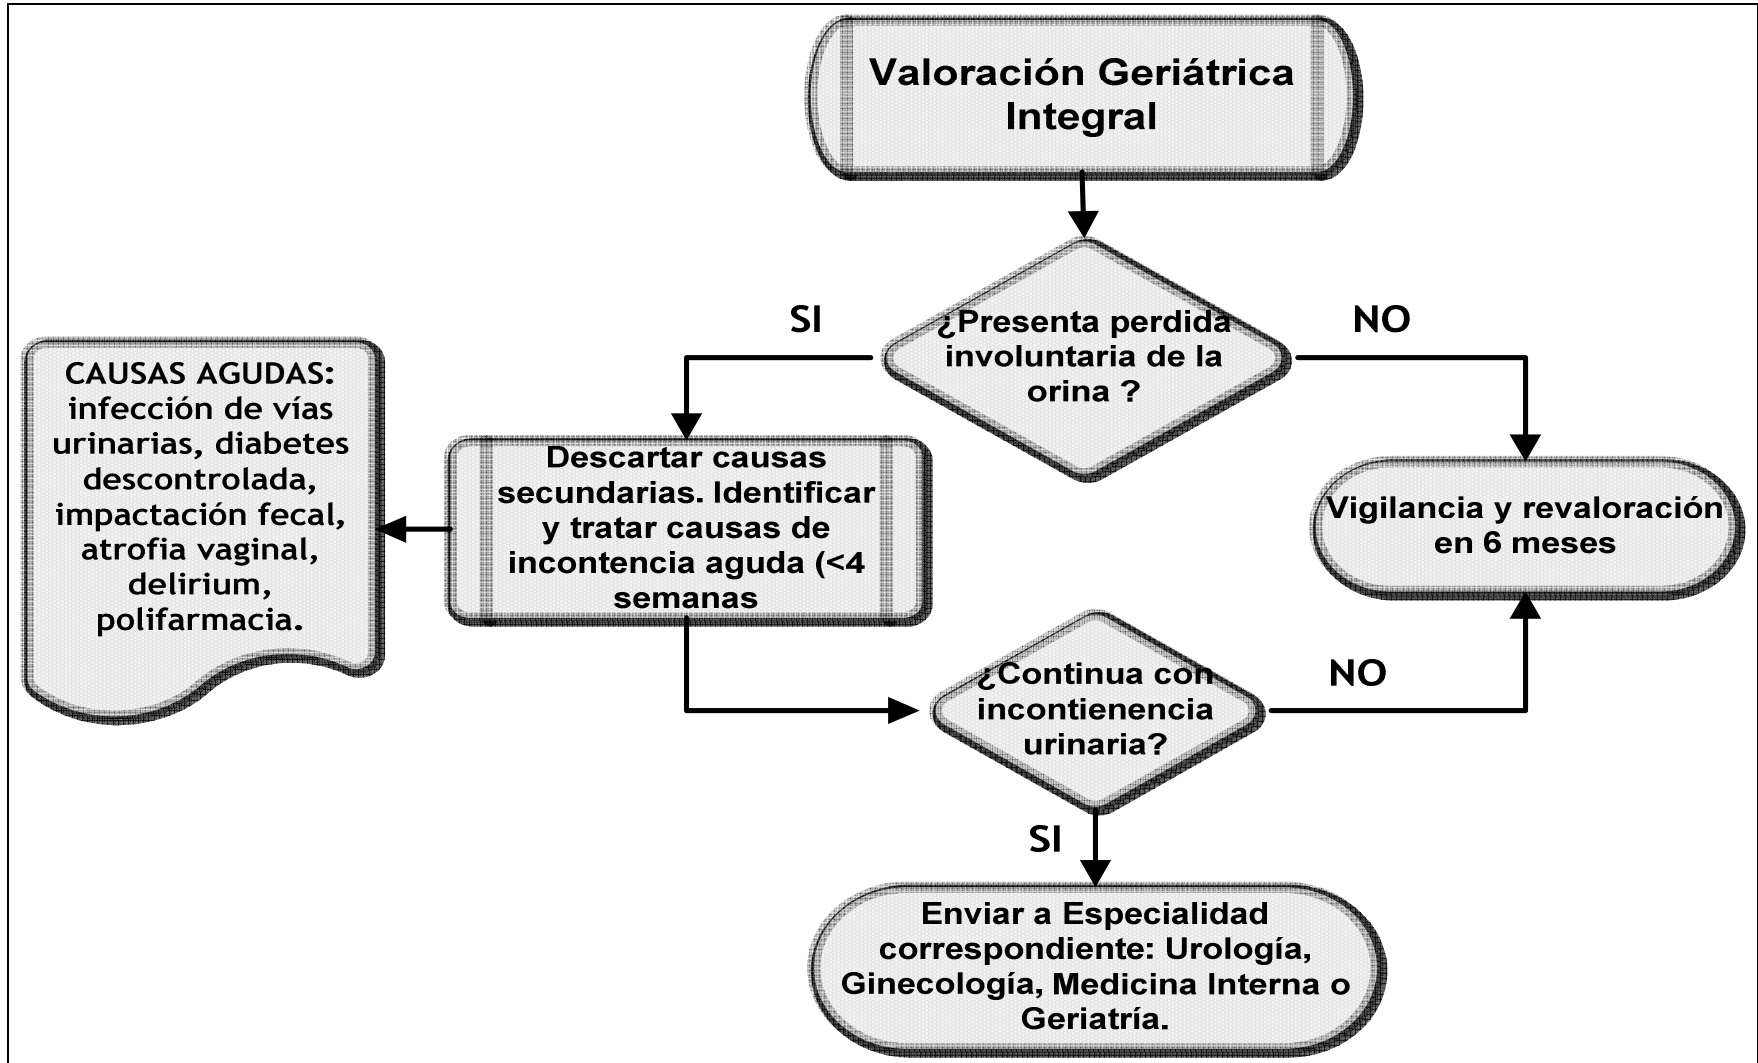 Valoración Geriátrica
Integral
SI
NO
¿Presenta perdida
involuntaria de la
orina ?
CAUSAS AGUDAS:
infección de vías
urinarias, diabetes
descontrolada,
impactación fecal,
atrofia vaginal,
delirium,
polifarmacia.
Descartar causas
secundarias. Identificar
y tratar causas de
incontencia aguda (<4
semanas
Vigilancia y revaloración
en 6 meses
¿Continua con
incontienencia
urinaria?
NO
SI
Enviar a Especialidad
correspondiente: Urología,
Ginecología, Medicina Interna o
Geriatría.